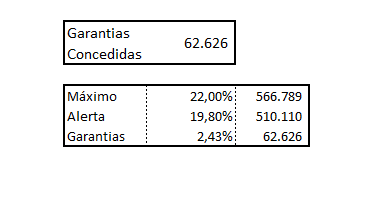 Garantias
Concedidas 62.626
Máximo 22,00% 566.789
Alerta 19,80% 510.110
Garantias 2,43% 62.626